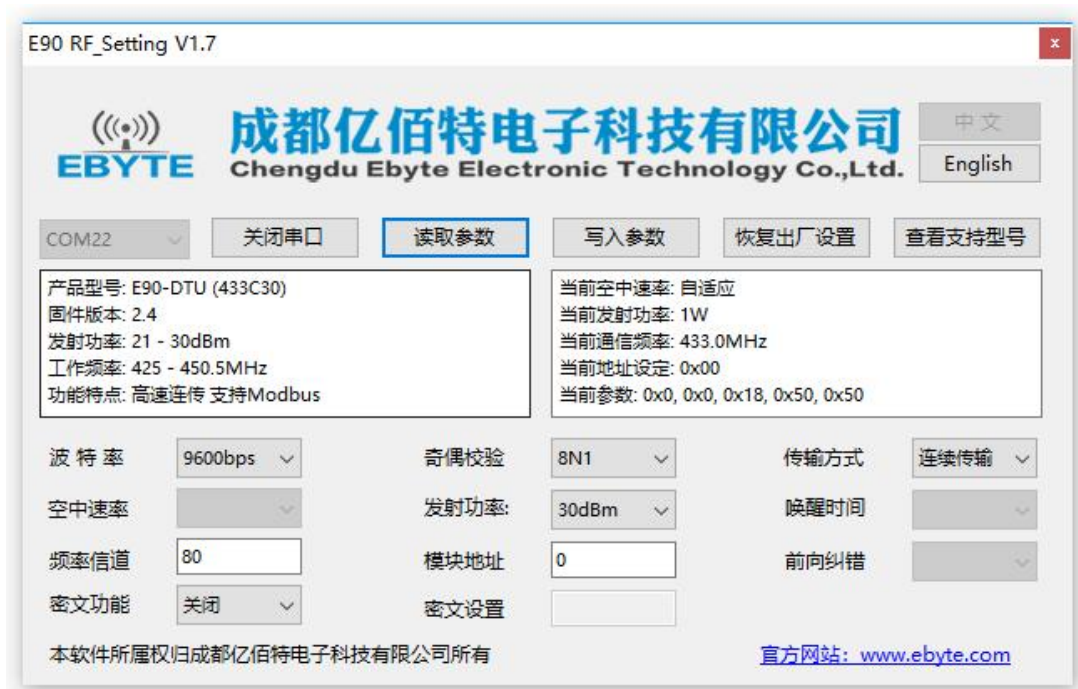 E90 RF_Setting V1.7
x
EBYTE
成都亿佰特电子科技有限公司
Chengdu Ebyte Electronic Technology Co.,Ltd.
中文
English
COM22
关闭串口
读取参数
写入参数
恢复出厂设置
查看支持型号
产品型号: E90-DTU (433C30)
固件版本: 2.4
发射功率: 21 - 30dBm
工作频率: 425 - 450.5MHz
功能特点: 高速连传 支持Modbus
当前空中速率: 自适应
当前发射功率: 1W
当前通信频率: 433.0MHz
当前地址设定: 0x00
当前参数: 0x0, 0x0, 0x18, 0x50, 0x50
波 特 率 9600bps 奇偶校验 8N1 传输方式 连续传输
空中速率 发射功率: 30dBm 唤醒时间
频率信道 80 模块地址 0 前向纠错
密文功能 关闭 密文设置
本软件所属权归成都亿佰特电子科技有限公司所有 官方网站: www.ebyte.com